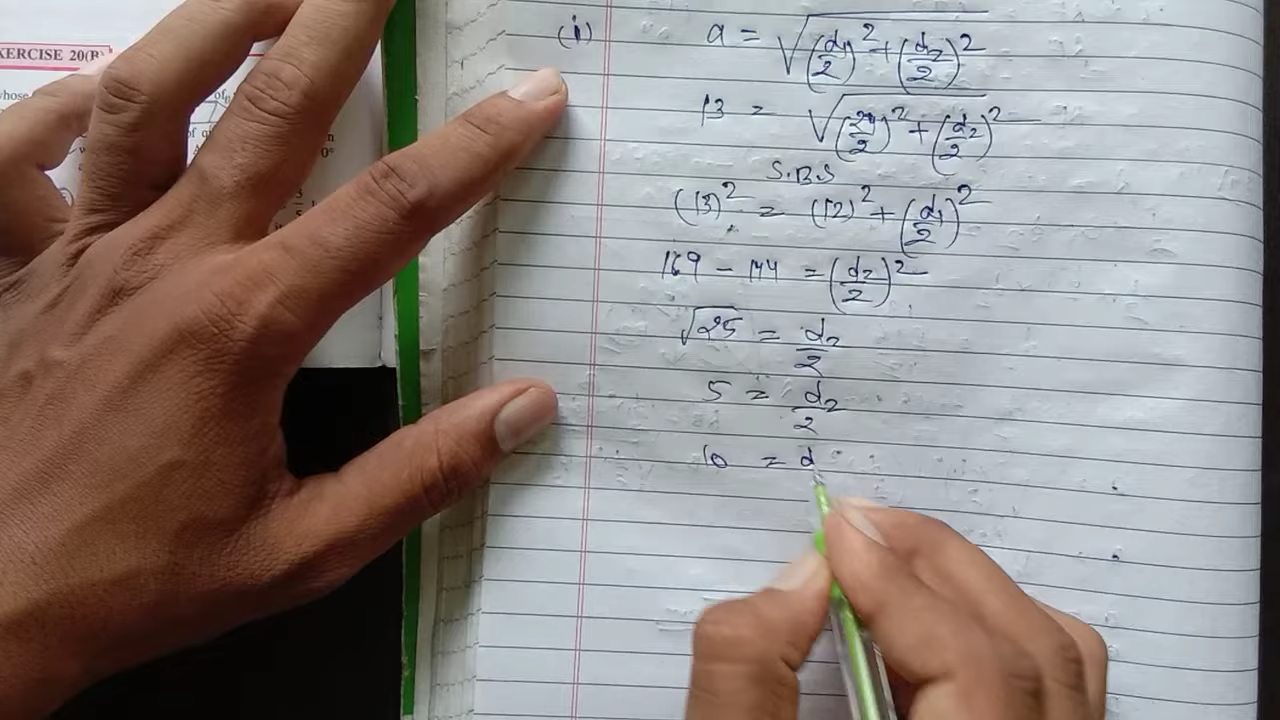 EXERCISE 20(B)
(i) a = √((d1/2)² + (d2/2)²)
13 = √((24/2)² + (d2/2)²)
S.B.S
(13)² = (12)² + (d1/2)²
169 - 144 = (d2/2)²
√25 = d2/2
5 = d2/2
10 = d